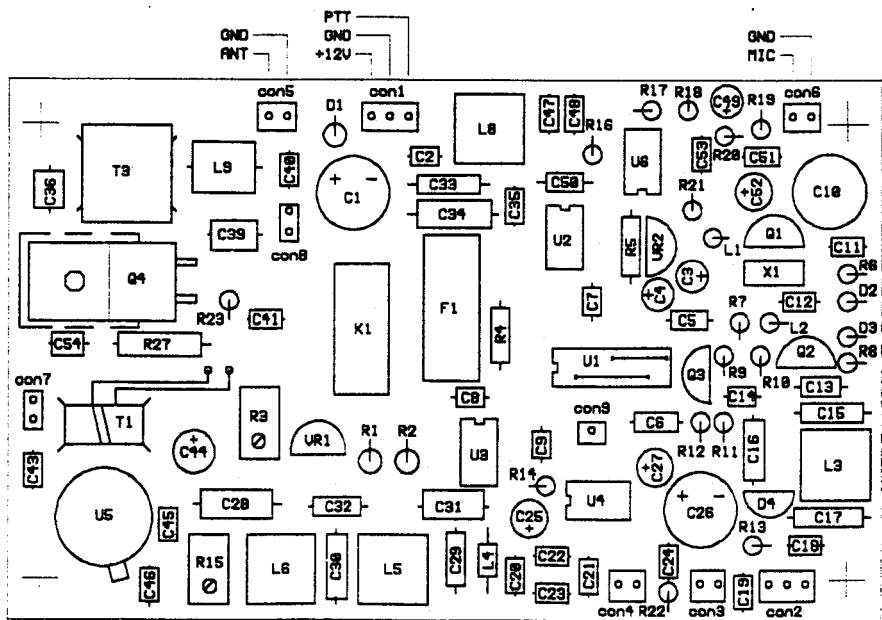 PTT
GND GND GND
ANT +12V MIC
con5 D1 con1 R17 R18 C49 R19 con6
L8 C47 C48 R16
T3 L9 C40 C2 U6 C53 R20 C51
C36 C1 C33 C50 C52 C10
C34 C35 R21
C39 con8 U2 R5 VR2 L1 Q1 C11
Q4 C3 X1 R6
K1 F1 C7 C4 C12 D2
R23 C41 R4 C5 R7 L2 D3
C54 R27 U1 Q2 R8
con7 R9 R10
T1 R3 C8 Q3 C14 C13
VR1 R1 R2 con9 C6 C15
C44 U3 C9 R12 R11 C16
C43 R14 C27 L3
U5 C28 C32 C31 U4 D4
C45 C25 C26 C17
R13 C18
C46 R15 L6 C30 L5 C29 L4 C20 C22 C21 C24
C23 C19
con4 R22 con3 con2